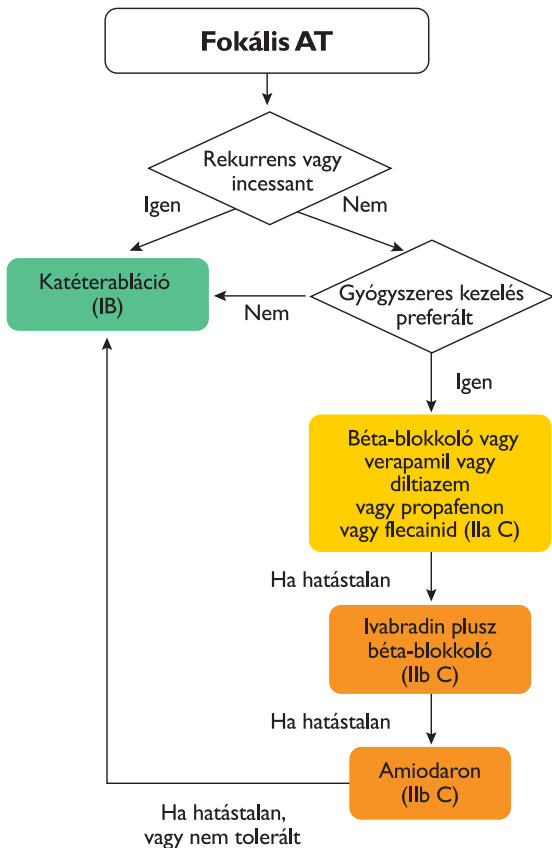 Fokális AT
Rekurrens vagy
incessant
Igen
Nem
Katéterabláció
(IB)
Nem
Gyógyszeres kezelés
preferált
Igen
Béta-blokkoló vagy
verapamil vagy
diltiazem
vagy propafenon
vagy flecainid (IIa C)
Ha hatástalan
Ivabradin plusz
béta-blokkoló
(IIb C)
Ha hatástalan
Amiodaron
(IIb C)
Ha hatástalan,
vagy nem tolerált